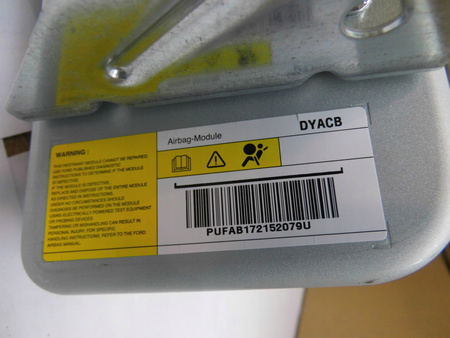 WARNING :
THIS RESTRAINT MODULE CANNOT BE REPAIRED.
USE FORD PUBLISHED DIAGNOSTIC
INSTRUCTIONS TO DETERMINE IF THE MODULE
IS DEFECTIVE.
IF THE MODULE IS DEFECTIVE
REPLACE AND DISPOSE OF THE ENTIRE MODULE
AS DIRECTED IN INSTRUCTIONS.
UNDER NO CIRCUMSTANCES SHOULD
DIAGNOSIS BE PERFORMED ON THE MODULE
USING ELECTRICALLY POWERED TEST EQUIPMENT
OR PROBING DEVICES.
TAMPERING OR MISHANDLING CAN RESULT IN
PERSONAL INJURY. FOR SPECIFIC
HANDLING INSTRUCTIONS, REFER TO THE FORD
AIRBAG MANUAL.
Airbag-Module
DYACB
PUFAB172152079U